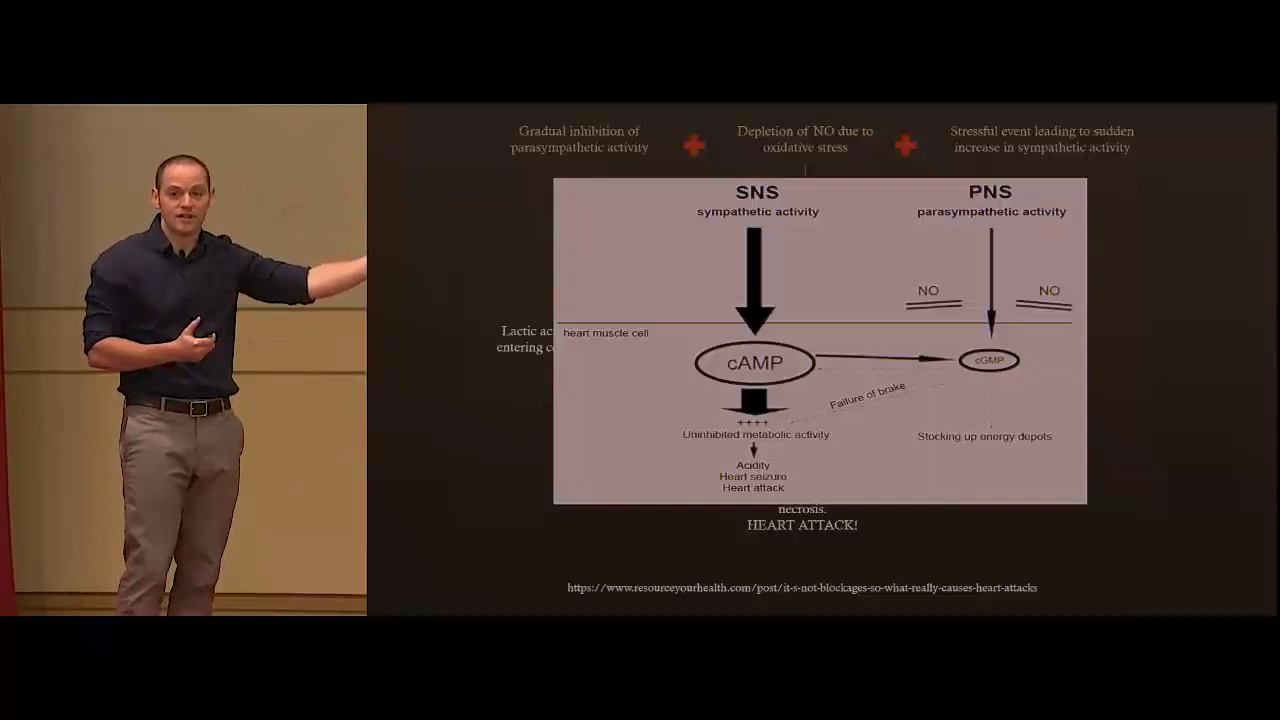 Gradual inhibition of
parasympathetic activity
Depletion of NO due to
oxidative stress
Stressful event leading to sudden
increase in sympathetic activity
SNS
sympathetic activity
PNS
parasympathetic activity
NO
NO
heart muscle cell
Lactic
entering
cAMP
cGMP
Failure of brake
++++
Uninhibited metabolic activity
Stocking up energy depots
Acidity
Heart seizure
Heart attack
necrosis.
HEART ATTACK!
https://www.resourceyourhealth.com/post/it-s-not-blockages-so-what-really-causes-heart-attacks